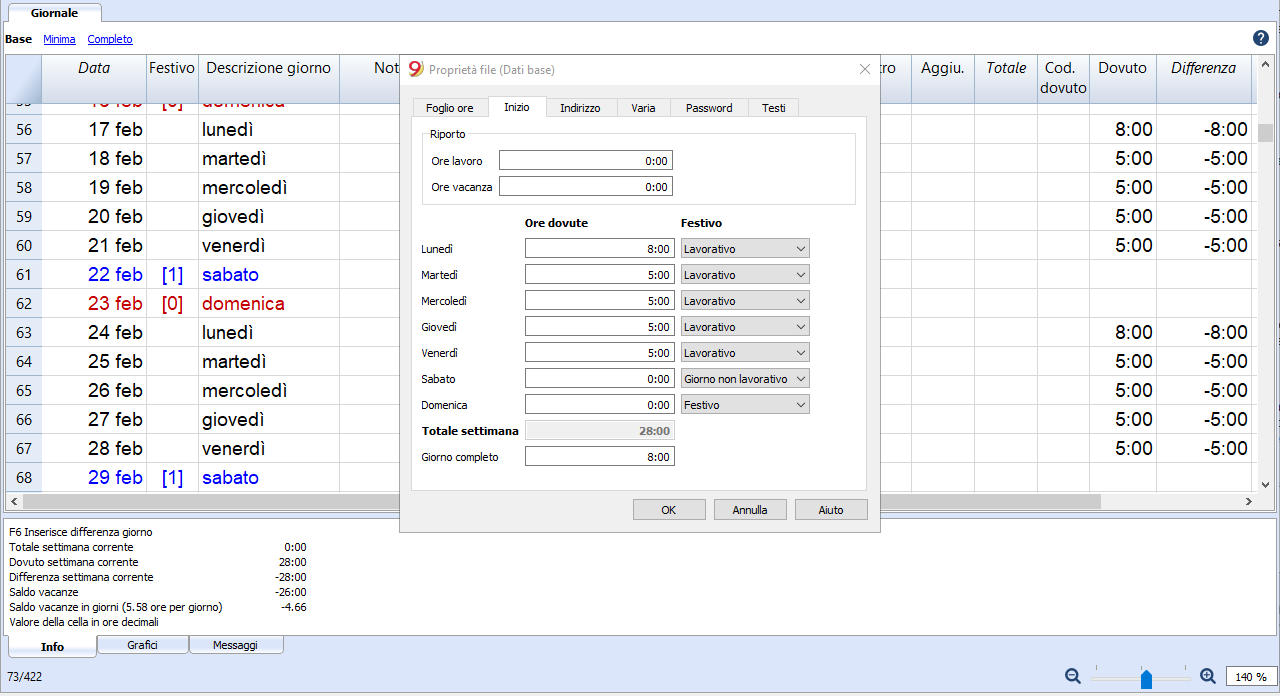 Giornale
Base Minima Completo
Data Festivo Descrizione giorno Not Aggiu. Totale Cod. dovuto Dovuto Differenza
domenica
56 17 feb lunedì 8:00 -8:00
57 18 feb martedì 5:00 -5:00
58 19 feb mercoledì 5:00 -5:00
59 20 feb giovedì 5:00 -5:00
60 21 feb venerdì 5:00 -5:00
61 22 feb [1] sabato
62 23 feb [0] domenica
63 24 feb lunedì 8:00 -8:00
64 25 feb martedì 5:00 -5:00
65 26 feb mercoledì 5:00 -5:00
66 27 feb giovedì 5:00 -5:00
67 28 feb venerdì 5:00 -5:00
68 29 feb [1] sabato
Proprietà file (Dati base)
Foglio ore Inizio Indirizzo Varia Password Testi
Riporto
Ore lavoro 0:00
Ore vacanza 0:00
Ore dovute Festivo
Lunedì 8:00 Lavorativo
Martedì 5:00 Lavorativo
Mercoledì 5:00 Lavorativo
Giovedì 5:00 Lavorativo
Venerdì 5:00 Lavorativo
Sabato 0:00 Giorno non lavorativo
Domenica 0:00 Festivo
Totale settimana 28:00
Giorno completo 8:00
OK Annulla Aiuto
F6 Inserisce differenza giorno
Totale settimana corrente 0:00
Dovuto settimana corrente 28:00
Differenza settimana corrente -28:00
Saldo vacanze -26:00
Saldo vacanze in giorni (5.58 ore per giorno) -4.66
Valore della cella in ore decimali
Info Grafici Messaggi
73/422 140 %